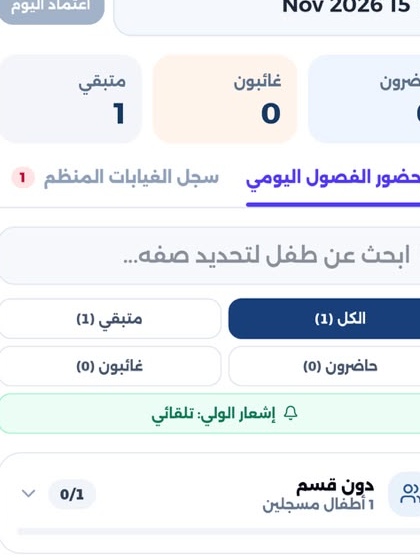 اعتماد اليوم
15 Nov 2026
غائبون
متبقي
0
1
حضور الفصول اليومي
سجل الغيابات المنظم 1
ابحث عن طفل لتحديد صفه...
الكل (1)
متبقي (1)
حاضرون (0)
غائبون (0)
إشعار الولي: تلقائي
دون قسم
0/1
1 أطفال مسجلين